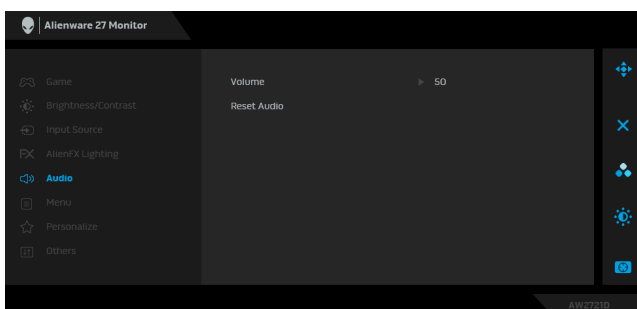 Alienware 27 Monitor
Game
Brightness/Contrast
Input Source
AlienFX Lighting
Audio
Menu
Personalize
Others
Volume 50
Reset Audio
AW2721D